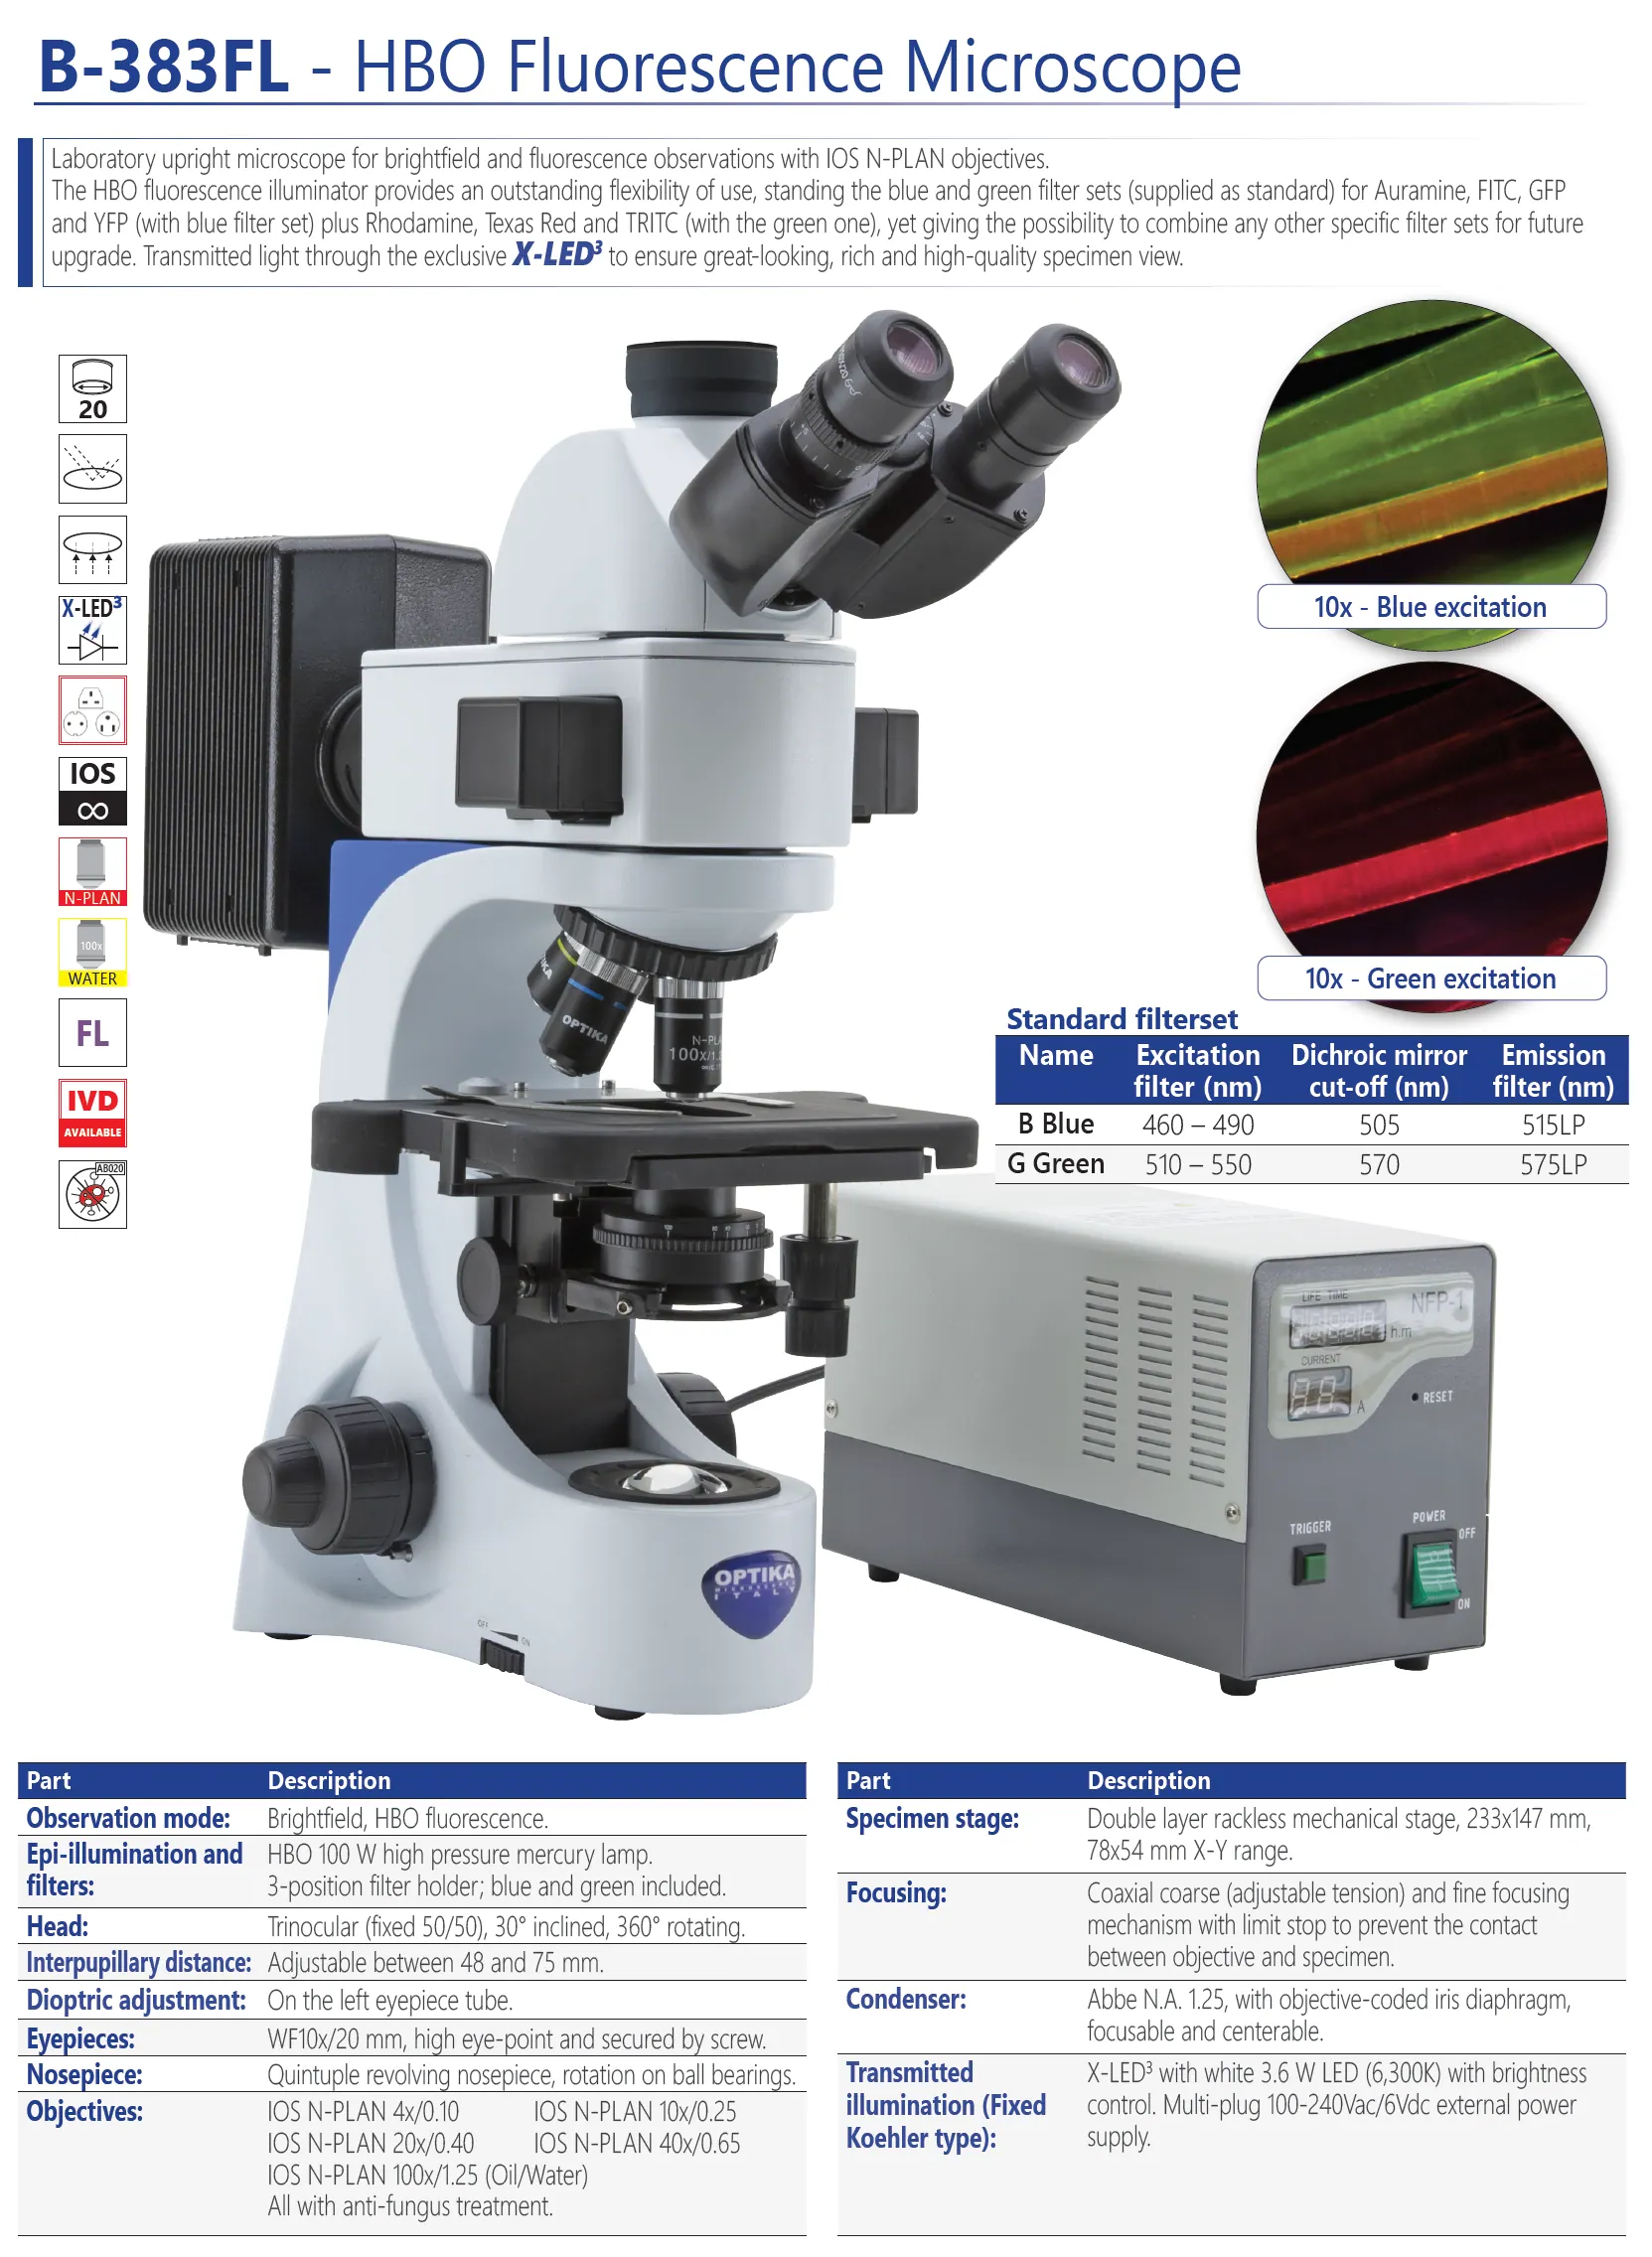 B-383FL - HBO Fluorescence Microscope
Laboratory upright microscope for brightfield and fluorescence observations with IOS N-PLAN objectives.
The HBO fluorescence illuminator provides an outstanding flexibility of use, standing the blue and green filter sets (supplied as standard) for Auramine, FITC, GFP
and YFP (with blue filter set) plus Rhodamine, Texas Red and TRITC (with the green one), yet giving the possibility to combine any other specific filter sets for future
upgrade. Transmitted light through the exclusive X-LED³ to ensure great-looking, rich and high-quality specimen view.
20
X-LED³
IOS
∞
N-PLAN
100x
WATER
FL
IVD
AVAILABLE
AB020
10x - Blue excitation
10x - Green excitation
OPTIKA
N-PLA
100x/1.
Standard filterset
Name Excitation filter (nm) Dichroic mirror cut-off (nm) Emission filter (nm)
B Blue 460 – 490 505 515LP
G Green 510 – 550 570 575LP
LIFE TIME
NFP-1
h.m
CURRENT
A
RESET
TRIGGER
POWER
OFF
ON
OPTIKA
ITALY
OFF
ON
Part Description
Observation mode: Brightfield, HBO fluorescence.
Epi-illumination and filters: HBO 100 W high pressure mercury lamp.
3-position filter holder; blue and green included.
Head: Trinocular (fixed 50/50), 30° inclined, 360° rotating.
Interpupillary distance: Adjustable between 48 and 75 mm.
Dioptric adjustment: On the left eyepiece tube.
Eyepieces: WF10x/20 mm, high eye-point and secured by screw.
Nosepiece: Quintuple revolving nosepiece, rotation on ball bearings.
Objectives: IOS N-PLAN 4x/0.10 IOS N-PLAN 10x/0.25
IOS N-PLAN 20x/0.40 IOS N-PLAN 40x/0.65
IOS N-PLAN 100x/1.25 (Oil/Water)
All with anti-fungus treatment.
Part Description
Specimen stage: Double layer rackless mechanical stage, 233x147 mm,
78x54 mm X-Y range.
Focusing: Coaxial coarse (adjustable tension) and fine focusing
mechanism with limit stop to prevent the contact
between objective and specimen.
Condenser: Abbe N.A. 1.25, with objective-coded iris diaphragm,
focusable and centerable.
Transmitted X-LED³ with white 3.6 W LED (6,300K) with brightness
illumination (Fixed control. Multi-plug 100-240Vac/6Vdc external power
Koehler type): supply.